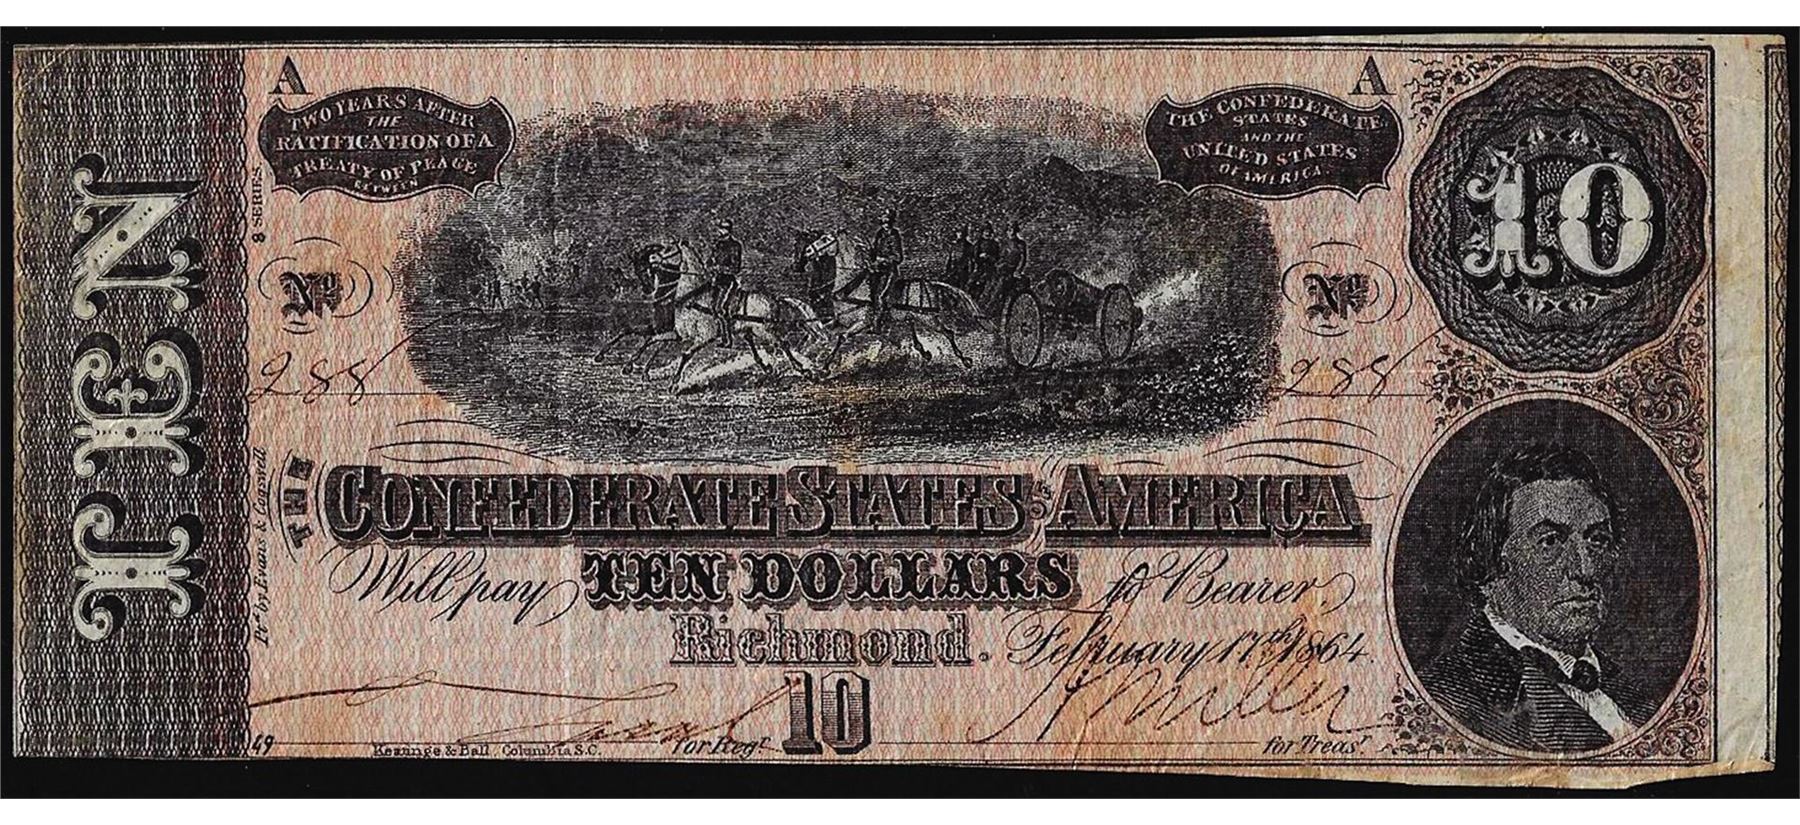 A
A
TWO YEARS AFTER
THE
RATIFICATION OF A
TREATY OF PEACE
BETWEEN
THE CONFEDERATE
STATES
AND THE
UNITED STATES
OF AMERICA.
10
TEN
8 SERIES
No.
No.
288
288
Ptd. by Evans & Cogswell
THE CONFEDERATE STATES OF AMERICA
Will pay TEN DOLLARS to Bearer,
Richmond. February 17th 1864.
10
49
Keatinge & Ball Columbia S.C.
for Regr.
for Treasr.